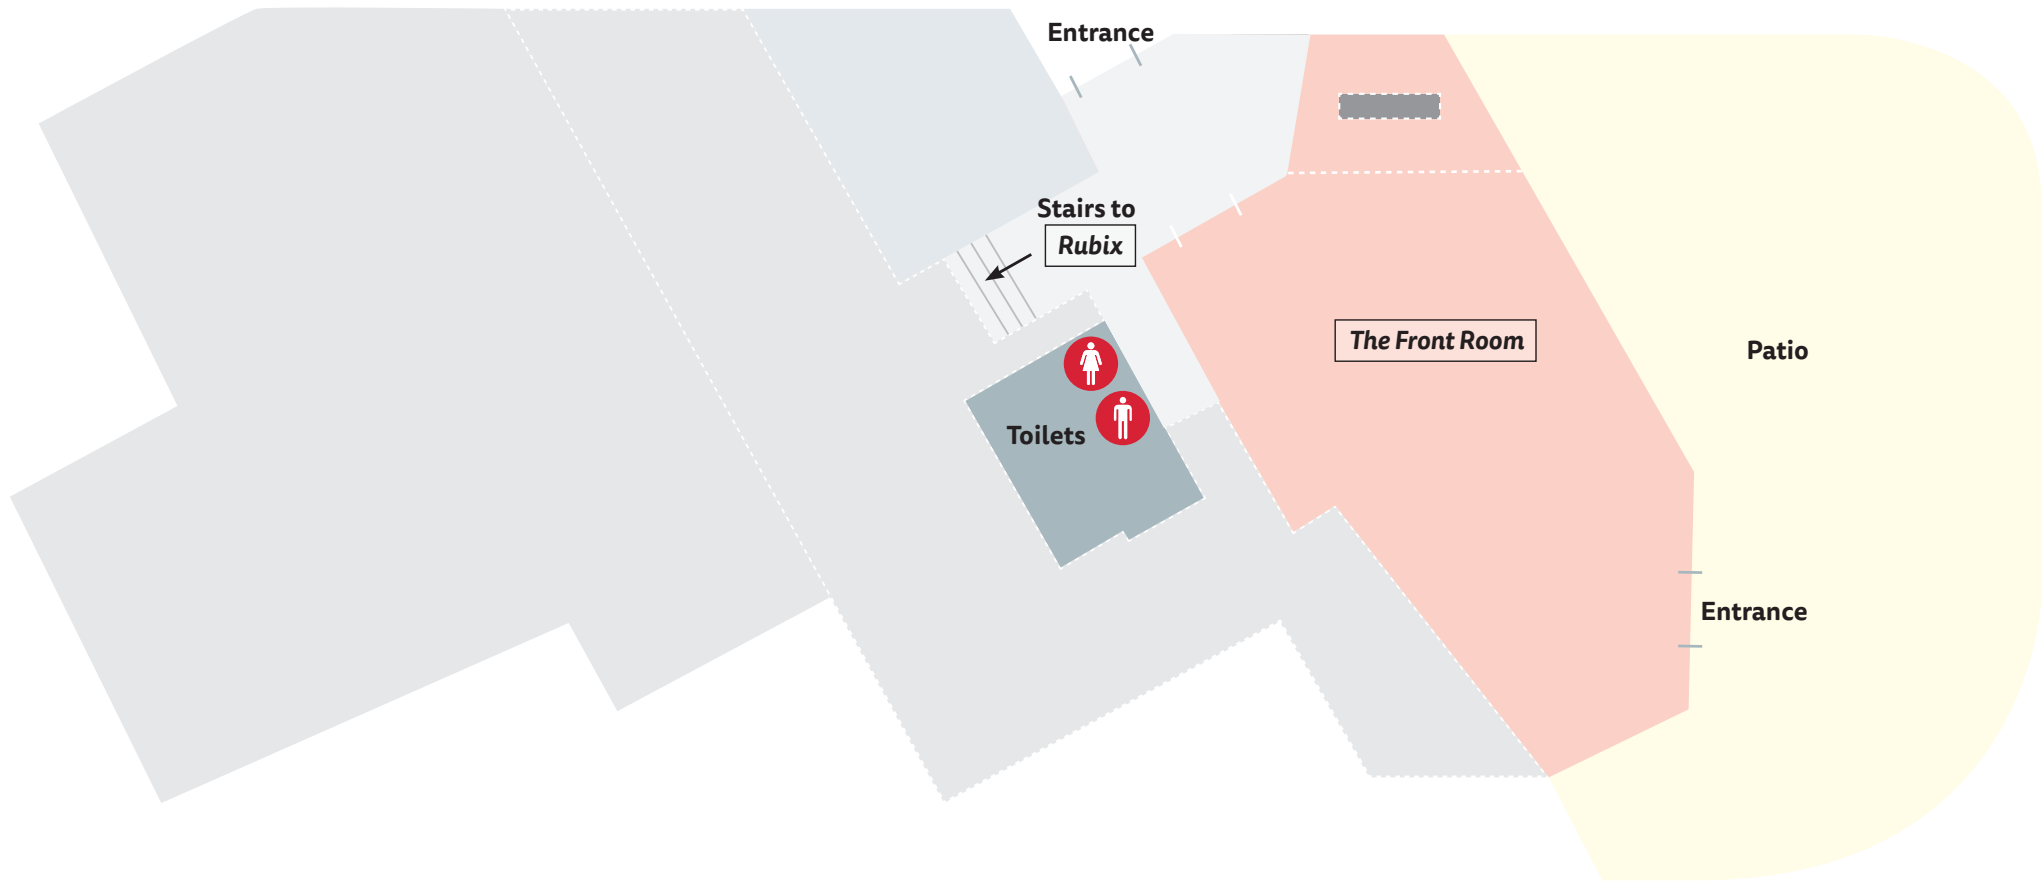 Entrance
Stairs to
Rubix
The Front Room
Patio
Toilets
Entrance